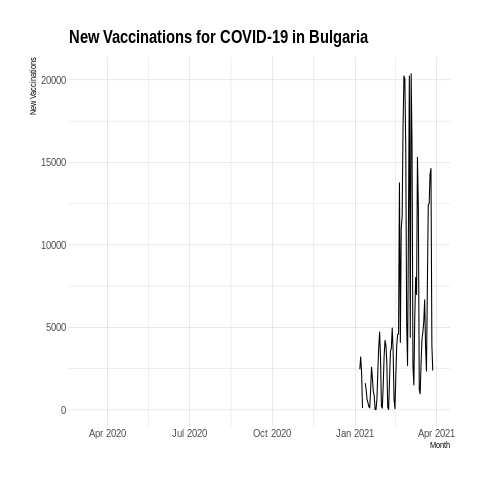 New Vaccinations for COVID-19 in Bulgaria
New Vaccinations
20000
15000
10000
5000
0
Apr 2020 Jul 2020 Oct 2020 Jan 2021 Apr 2021
Month